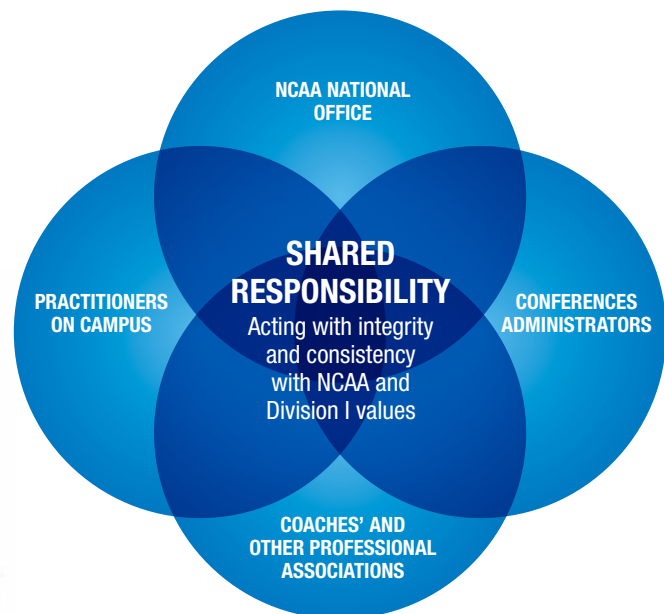 NCAA NATIONAL
OFFICE
SHARED
RESPONSIBILITY
Acting with integrity
and consistency
with NCAA and
Division I values
PRACTITIONERS
ON CAMPUS
CONFERENCES
ADMINISTRATORS
COACHES' AND
OTHER PROFESSIONAL
ASSOCIATIONS